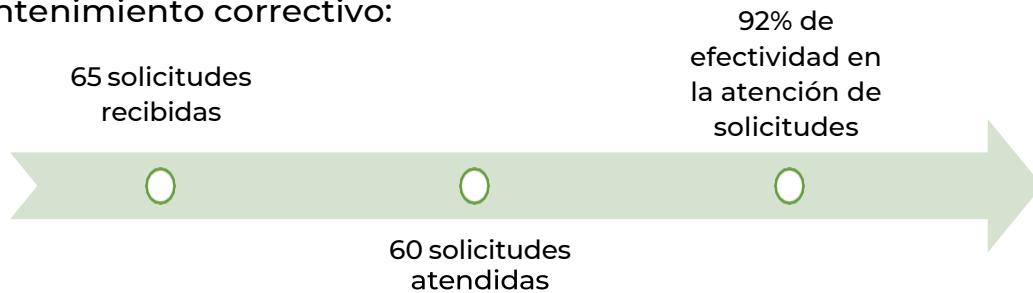 ntenimiento correctivo:
65 solicitudes
recibidas
60 solicitudes
atendidas
92% de
efectividad en
la atención de
solicitudes